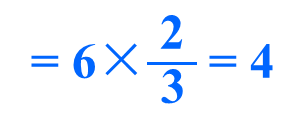 = 6 × 2/3 = 4